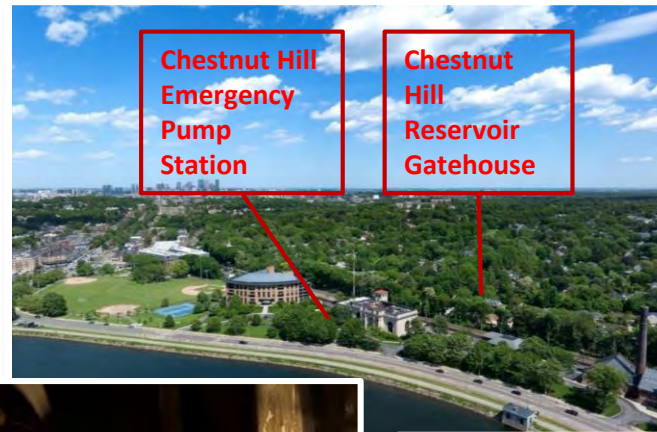 Chestnut Hill
Emergency
Pump
Station
Chestnut
Hill
Reservoir
Gatehouse